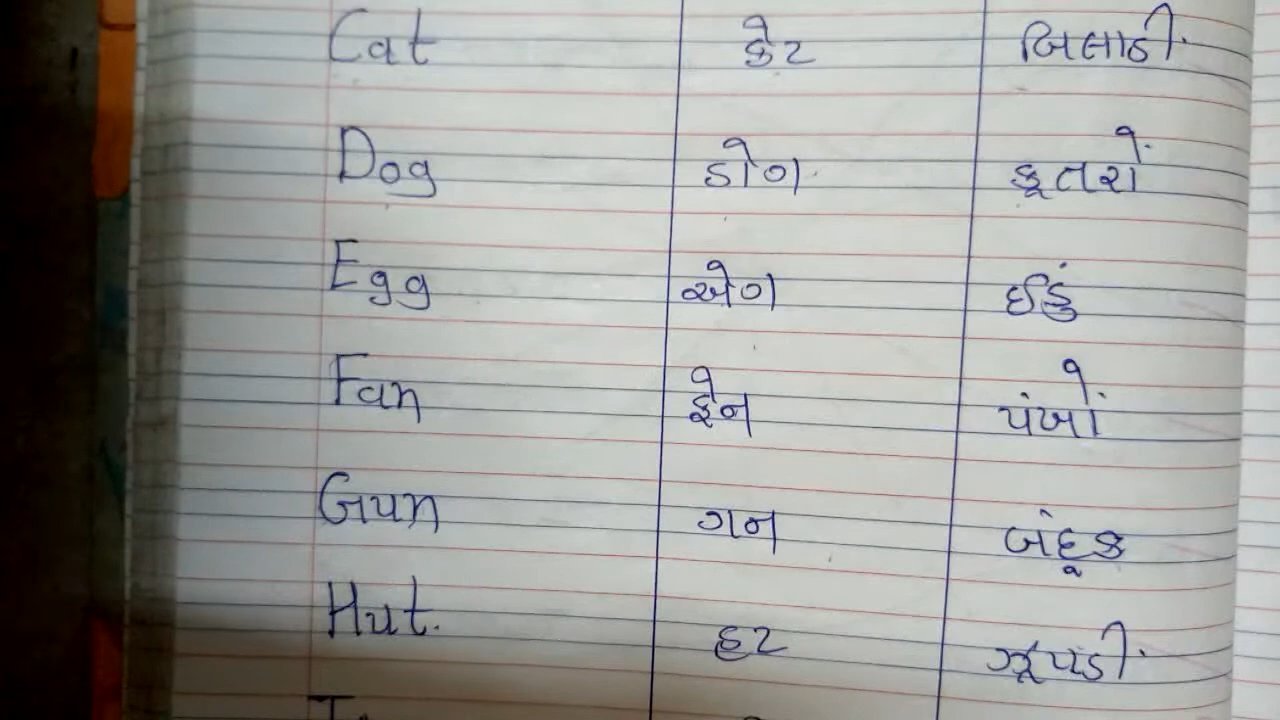 Cat કેટ બિલાડી.
Dog ડોગ. કૂતરો.
Egg એગ ઈંડું
Fan ફેન પંખો.
Gun ગન બંદૂક
Hut. હટ ઝૂંપડી.